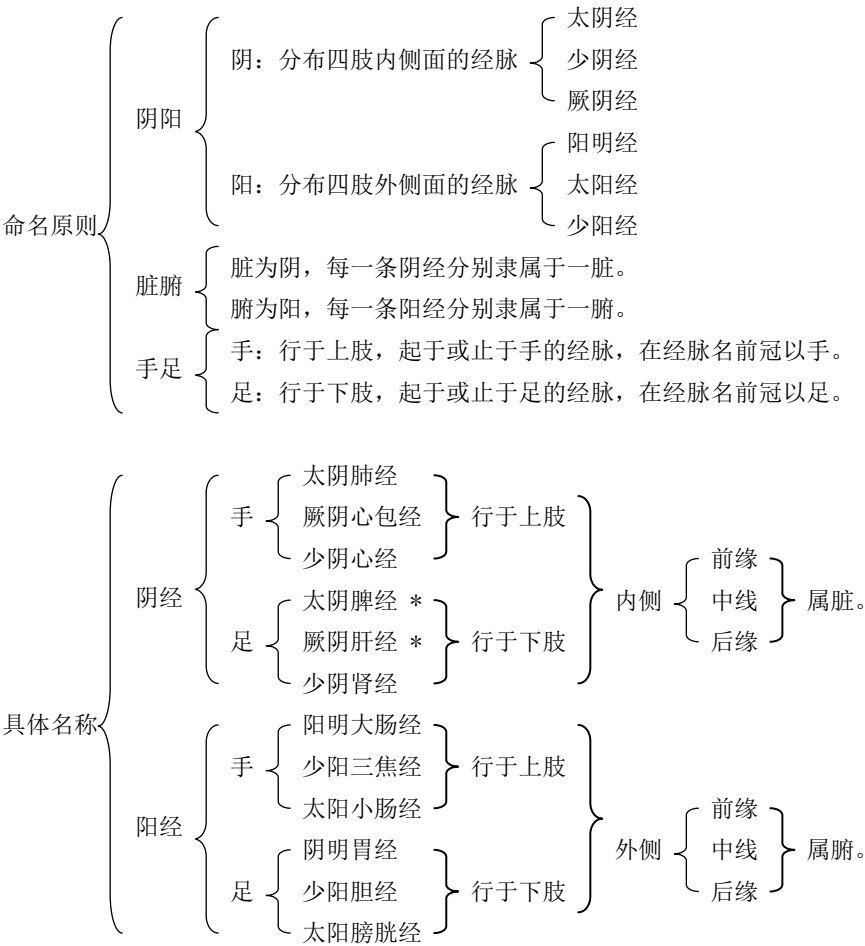 太阴经
阴：分布四肢内侧面的经脉
少阴经
厥阴经
阴阳
阳明经
阳：分布四肢外侧面的经脉
太阳经
少阳经
命名原则
脏为阴，每一条阴经分别隶属于一脏。
脏腑
腑为阳，每一条阳经分别隶属于一腑。
手：行于上肢，起于或止于手的经脉，在经脉名前冠以手。
手足
足：行于下肢，起于或止于足的经脉，在经脉名前冠以足。
太阴肺经
手 厥阴心包经 行于上肢
少阴心经
前缘
阴经 太阴脾经 * 内侧 中线 属脏。
足 厥阴肝经 * 行于下肢 后缘
少阴肾经
具体名称 阳明大肠经
手 少阳三焦经 行于上肢
太阳小肠经 前缘
阳经
阴明胃经 外侧 中线 属腑。
足 少阳胆经 行于下肢 后缘
太阳膀胱经